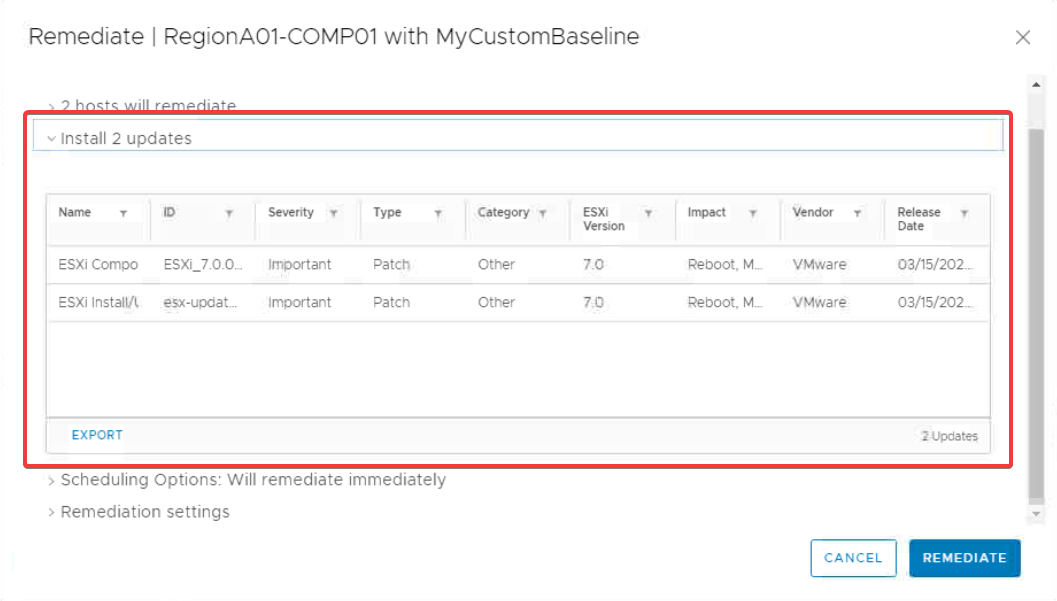 Remediate | RegionA01-COMP01 with MyCustomBaseline
2 hosts will remediate
Install 2 updates
Name ID Severity Type Category ESXi Version Impact Vendor Release Date
ESXi Compo ESXi_7.0.0... Important Patch Other 7.0 Reboot, M... VMware 03/15/202...
ESXi Install/U esx-updat... Important Patch Other 7.0 Reboot, M... VMware 03/15/202...
EXPORT 2 Updates
Scheduling Options: Will remediate immediately
Remediation settings
CANCEL REMEDIATE